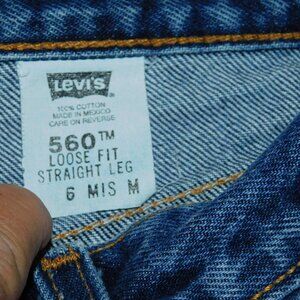 LEVI'S
100% COTTON
MADE IN MEXICO
CARE ON REVERSE
560™
LOOSE FIT
STRAIGHT LEG
6 MIS M